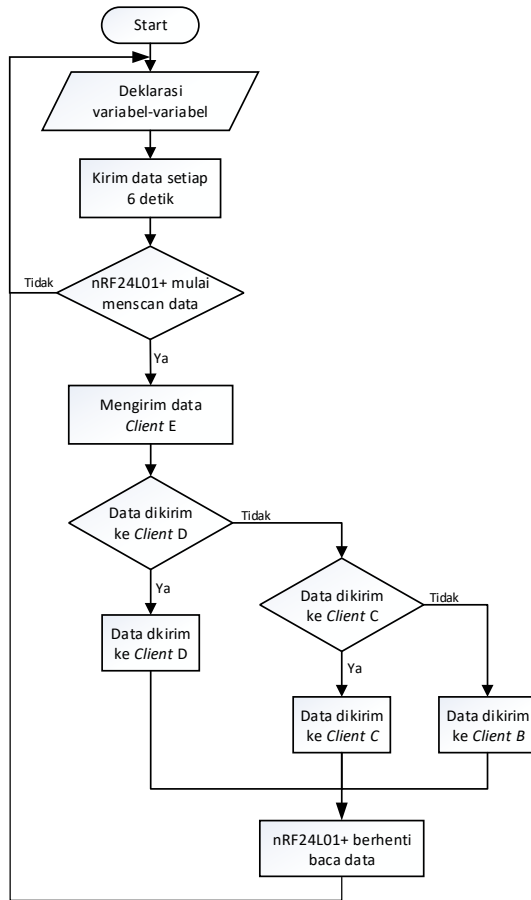 Start
Deklarasi
variabel-variabel
Kirim data setiap
6 detik
nRF24L01+ mulai
menscan data
Tidak
Ya
Mengirim data
Client E
Data dikirim
ke Client D
Tidak
Ya
Data dikirim
ke Client C
Tidak
Ya
Data dkirim
ke Client D
Data dikirim
ke Client C
Data dikirim
ke Client B
nRF24L01+ berhenti
baca data